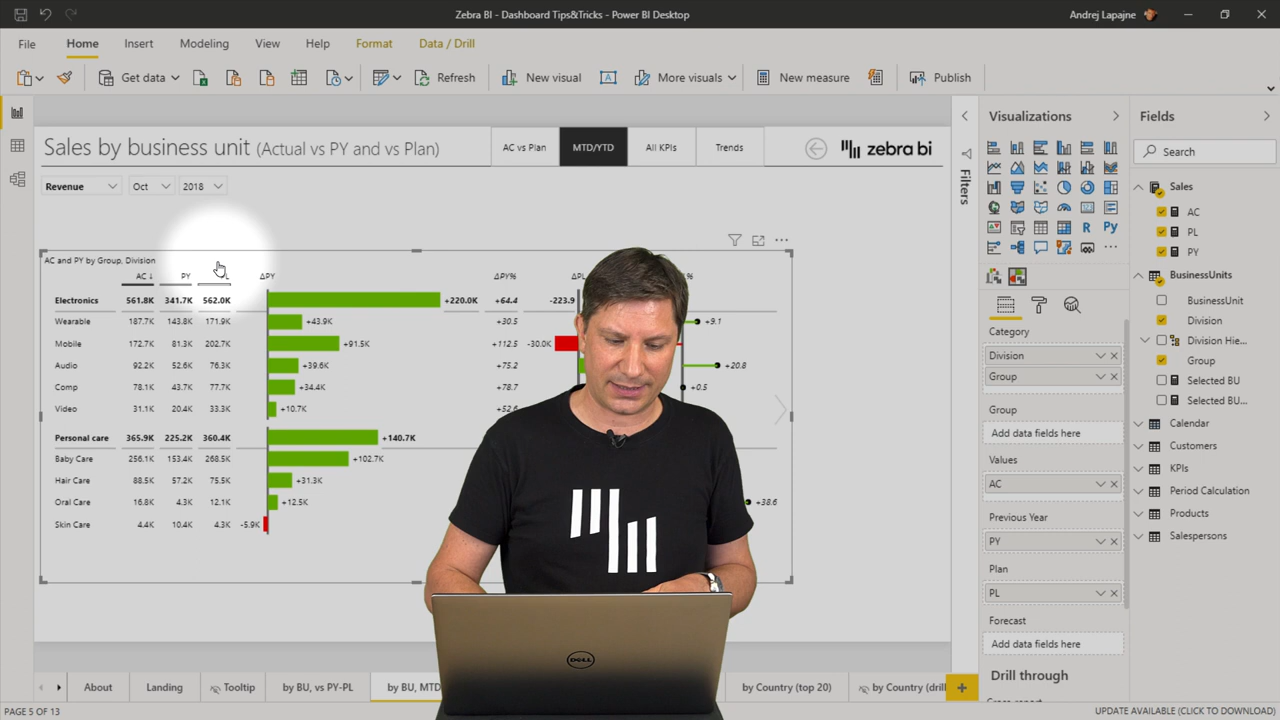 Zebra BI - Dashboard Tips&Tricks - Power BI Desktop
Andrej Lapajne
File Home Insert Modeling View Help Format Data / Drill
Get data Refresh New visual More visuals New measure Publish
Sales by business unit (Actual vs PY and vs Plan)
AC vs Plan MTD/YTD All KPIs Trends
zebra bi
Revenue Oct 2018
AC and PY by Group, Division
AC↓ PY ΔPY ΔPY%
Electronics 561.8K 341.7K 562.0K +220.0K +64.4 -223.9
Wearable 187.7K 143.8K 171.9K +43.9K +30.5 +9.1
Mobile 172.7K 81.3K 202.7K +91.5K +112.5 -30.0K
Audio 92.2K 52.6K 76.3K +39.6K +75.2 +20.8
Comp 78.1K 43.7K 77.7K +34.4K +78.7 +0.5
Video 31.1K 20.4K 33.3K +10.7K +52.6
Personal care 365.9K 225.2K 360.4K +140.7K
Baby Care 256.1K 153.4K 268.5K +102.7K
Hair Care 88.5K 57.2K 75.5K +31.3K
Oral Care 16.8K 4.3K 12.1K +12.5K +38.6
Skin Care 4.4K 10.4K 4.3K -5.9K
DELL
Filters
Visualizations
Category
Division
Group
Group
Add data fields here
Values
AC
Previous Year
PY
Plan
PL
Forecast
Add data fields here
Drill through
Fields
Search
Sales
AC
PL
PY
BusinessUnits
BusinessUnit
Division
Division Hie...
Group
Selected BU
Selected BU...
Calendar
Customers
KPIs
Period Calculation
Products
Salespersons
About Landing Tooltip by BU, vs PY-PL by BU, MTD by Country (top 20) by Country (drill
PAGE 5 OF 13
UPDATE AVAILABLE (CLICK TO DOWNLOAD)